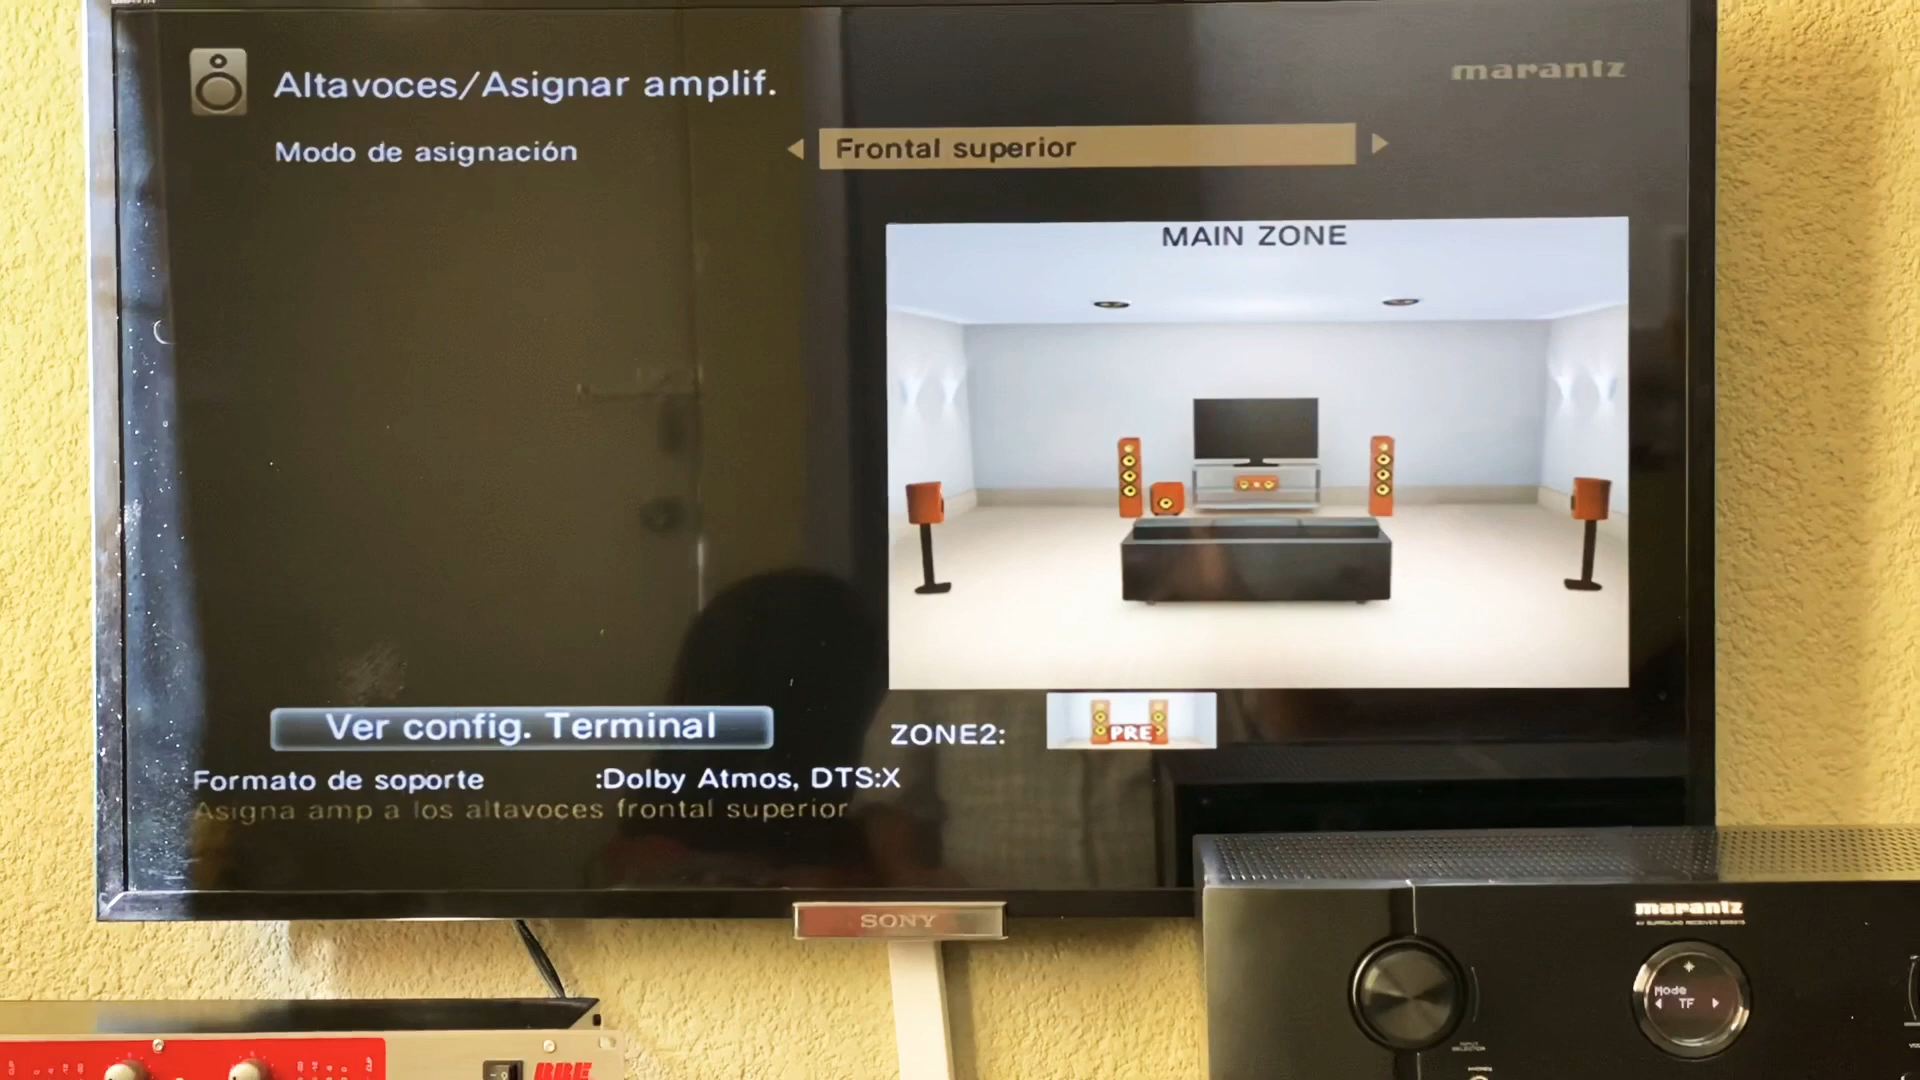 Altavoces/Asignar amplif.
marantz
Modo de asignación
Frontal superior
MAIN ZONE
Ver config. Terminal
ZONE2:
PRE
Formato de soporte :Dolby Atmos, DTS:X
Asigna amp a los altavoces frontal superior
SONY
marantz
Mode
TF
BBE